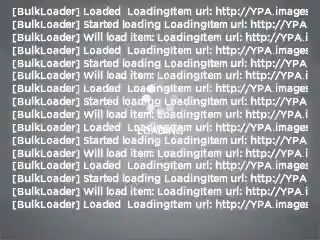 [BulkLoader] Loaded  LoadingItem url: http://YPA.images
[BulkLoader] Started loading LoadingItem url: http://YPA
[BulkLoader] Will load item: LoadingItem url: http://YPA.i
[BulkLoader] Loaded  LoadingItem url: http://YPA.images
[BulkLoader] Started loading LoadingItem url: http://YPA
[BulkLoader] Will load item: LoadingItem url: http://YPA.i
[BulkLoader] Loaded  LoadingItem url: http://YPA.images
[BulkLoader] Started loading LoadingItem url: http://YPA
[BulkLoader] Will load item: LoadingItem url: http://YPA.i
[BulkLoader] Loaded  LoadingItem url: http://YPA.images
LOADING
[BulkLoader] Started loading LoadingItem url: http://YPA
[BulkLoader] Will load item: LoadingItem url: http://YPA.i
[BulkLoader] Loaded  LoadingItem url: http://YPA.images
[BulkLoader] Started loading LoadingItem url: http://YPA
[BulkLoader] Will load item: LoadingItem url: http://YPA.i
[BulkLoader] Loaded  LoadingItem url: http://YPA.images